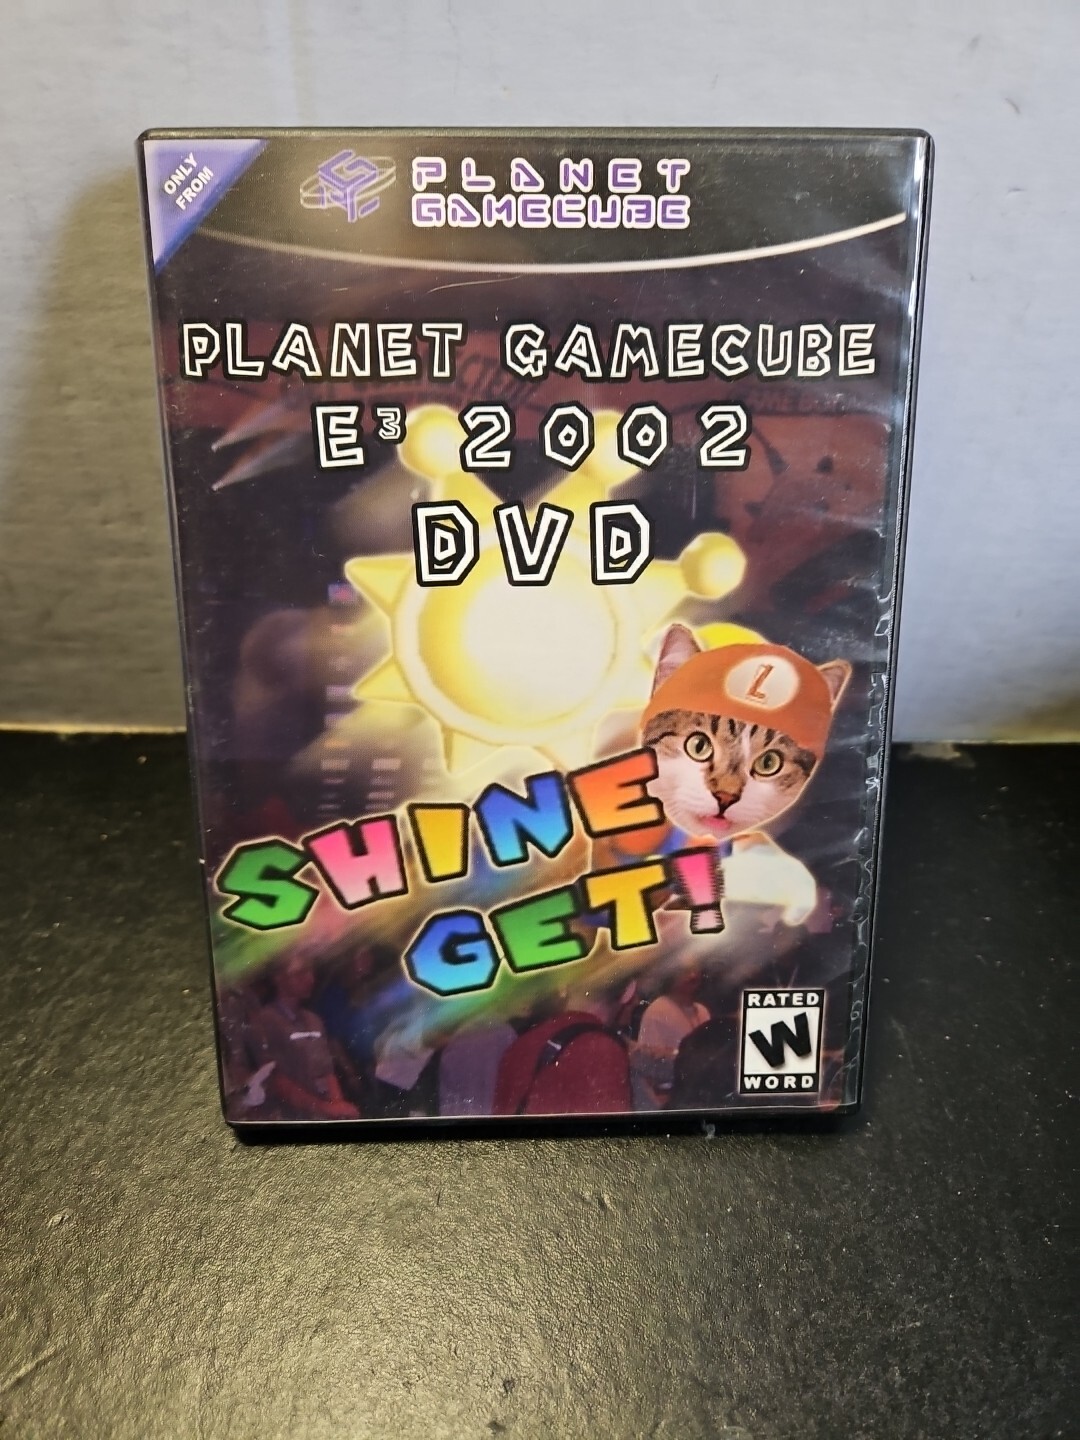 ONLY
FROM
PLANET
GAMECUBE
PLANET GAMECUBE
E³ 2002
DVD
L
SHINE
GET!
RATED
W
WORD